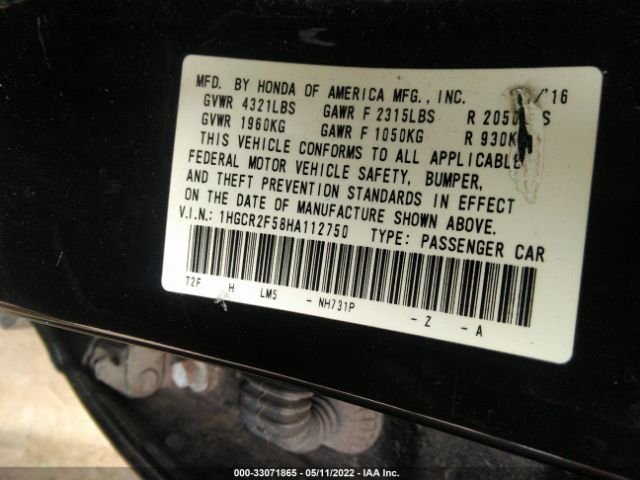 MFD. BY HONDA OF AMERICA MFG., INC. /16
GVWR 4321LBS GAWR F 2315LBS R 2050 S
GVWR 1960KG GAWR F 1050KG R 930K
THIS VEHICLE CONFORMS TO ALL APPLICABLE
FEDERAL MOTOR VEHICLE SAFETY, BUMPER,
AND THEFT PREVENTION STANDARDS IN EFFECT
ON THE DATE OF MANUFACTURE SHOWN ABOVE.
V.I.N.: 1HGCR2F58HA112750 TYPE: PASSENGER CAR
T2F H LM5 - NH731P - Z - A
000-33071865 - 05/11/2022 - IAA Inc.